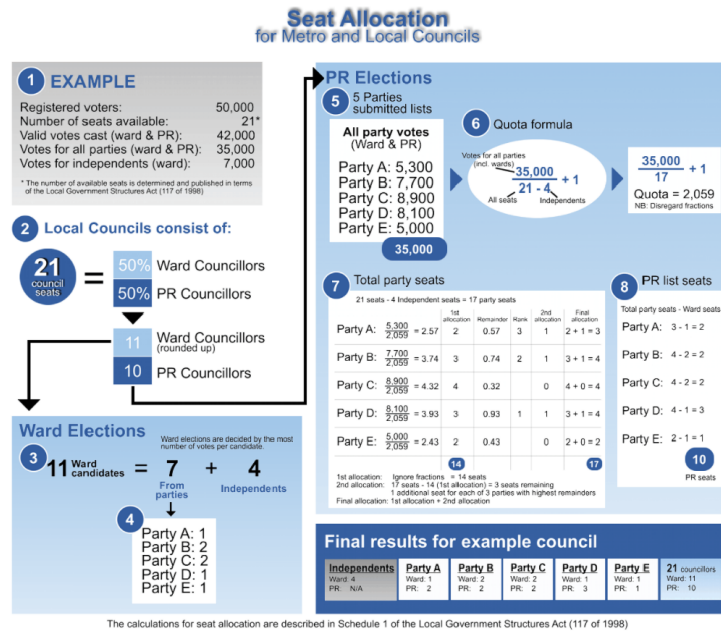 Seat Allocation
for Metro and Local Councils
1 EXAMPLE
Registered voters: 50,000
Number of seats available: 21*
Valid votes cast (ward & PR): 42,000
Votes for all parties (ward & PR): 35,000
Votes for independents (ward): 7,000
* The number of available seats is determined and published in terms
of the Local Government Structures Act (117 of 1998)
2 Local Councils consist of:
21
council
seats
=
50% Ward Councillors
50% PR Councillors
11 Ward Councillors
(rounded up)
10 PR Councillors
Ward Elections
Ward elections are decided by the most
number of votes per candidate.
3 11 Ward candidates = 7 + 4
From
parties
Independents
4
Party A: 1
Party B: 2
Party C: 2
Party D: 1
Party E: 1
PR Elections
5 5 Parties
submitted lists
All party votes
(Ward & PR)
Party A: 5,300
Party B: 7,700
Party C: 8,900
Party D: 8,100
Party E: 5,000
35,000
6 Quota formula
Votes for all parties
(incl. wards)
35,000
21 - 4 + 1
All seats Independents
35,000
17 + 1
Quota = 2,059
NB: Disregard fractions
7 Total party seats
21 seats - 4 Independent seats = 17 party seats
1st allocation Remainder Rank 2nd allocation Final allocation
Party A: 5,300 / 2,059 = 2.57 2 0.57 3 1 2 + 1 = 3
Party B: 7,700 / 2,059 = 3.74 3 0.74 2 1 3 + 1 = 4
Party C: 8,900 / 2,059 = 4.32 4 0.32 0 4 + 0 = 4
Party D: 8,100 / 2,059 = 3.93 3 0.93 1 1 3 + 1 = 4
Party E: 5,000 / 2,059 = 2.43 2 0.43 0 2 + 0 = 2
14 17
1st allocation: Ignore fractions = 14 seats
2nd allocation: 17 seats - 14 (1st allocation) = 3 seats remaining
1 additional seat for each of 3 parties with highest remainders
Final allocation: 1st allocation + 2nd allocation
8 PR list seats
Total party seats - Ward seats
Party A: 3 - 1 = 2
Party B: 4 - 2 = 2
Party C: 4 - 2 = 2
Party D: 4 - 1 = 3
Party E: 2 - 1 = 1
10
PR seats
Final results for example council
Independents Party A Party B Party C Party D Party E 21 councillors
Ward: 4 Ward: 1 Ward: 2 Ward: 2 Ward: 1 Ward: 1 Ward: 11
PR: N/A PR: 2 PR: 2 PR: 2 PR: 3 PR: 1 PR: 10
The calculations for seat allocation are described in Schedule 1 of the Local Government Structures Act (117 of 1998)